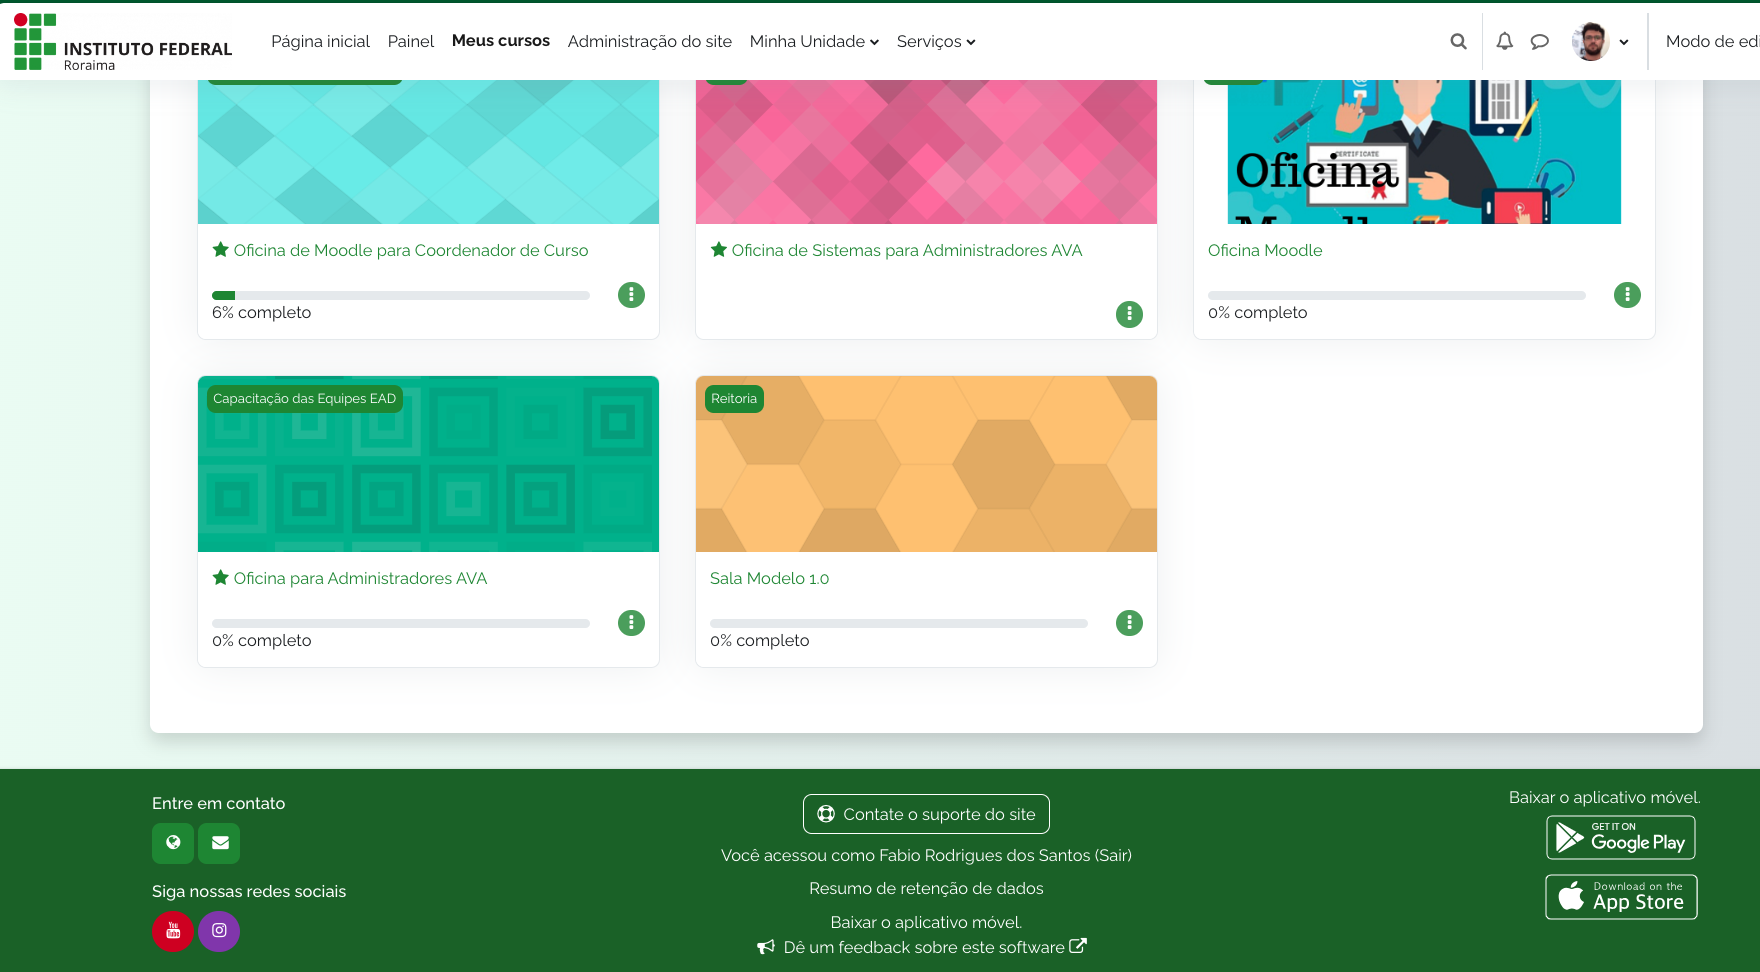 INSTITUTO FEDERAL
Roraima
Página inicial
Painel
Meus cursos
Administração do site
Minha Unidade
Serviços
Modo de edi
CERTIFICATE
Oficina
Oficina de Moodle para Coordenador de Curso
6% completo
Oficina de Sistemas para Administradores AVA
Oficina Moodle
0% completo
Capacitação das Equipes EAD
Oficina para Administradores AVA
0% completo
Reitoria
Sala Modelo 1.0
0% completo
Entre em contato
Siga nossas redes sociais
You
Tube
Contate o suporte do site
Você acessou como Fabio Rodrigues dos Santos (Sair)
Resumo de retenção de dados
Baixar o aplicativo móvel.
Dê um feedback sobre este software
Baixar o aplicativo móvel.
GET IT ON
Google Play
Download on the
App Store